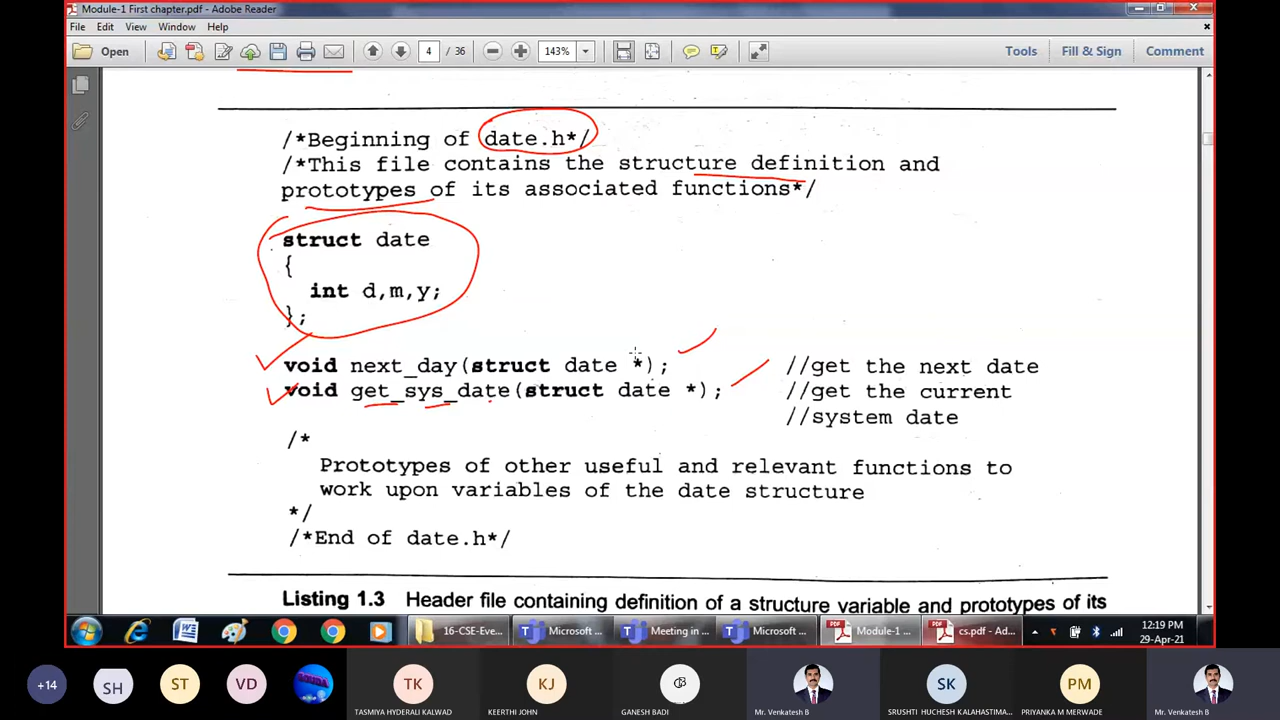 Module-1 First chapter.pdf - Adobe Reader
File Edit View Window Help
Open 4 / 36 143% Tools Fill & Sign Comment
/*Beginning of date.h*/
/*This file contains the structure definition and
prototypes of its associated functions*/
struct date
{
int d,m,y;
};
void next_day(struct date *); //get the next date
void get_sys_date(struct date *); //get the current
//system date
/*
Prototypes of other useful and relevant functions to
work upon variables of the date structure
*/
/*End of date.h*/
Listing 1.3 Header file containing definition of a structure variable and prototypes of its
16-CSE-Eve... Microsoft ... Meeting in ... Microsoft ... Module-1 ... cs.pdf - Ad...
12:19 PM
29-Apr-21
+14 SH ST VD TK KJ GB SK PM
TASMIYA HYDERALI KALWAD KEERTHI JOHN GANESH BADI Mr. Venkatesh B SRUSHTI HUCHESH KALAHASTIMA... PRIYANKA M MERWADE Mr. Venkatesh B